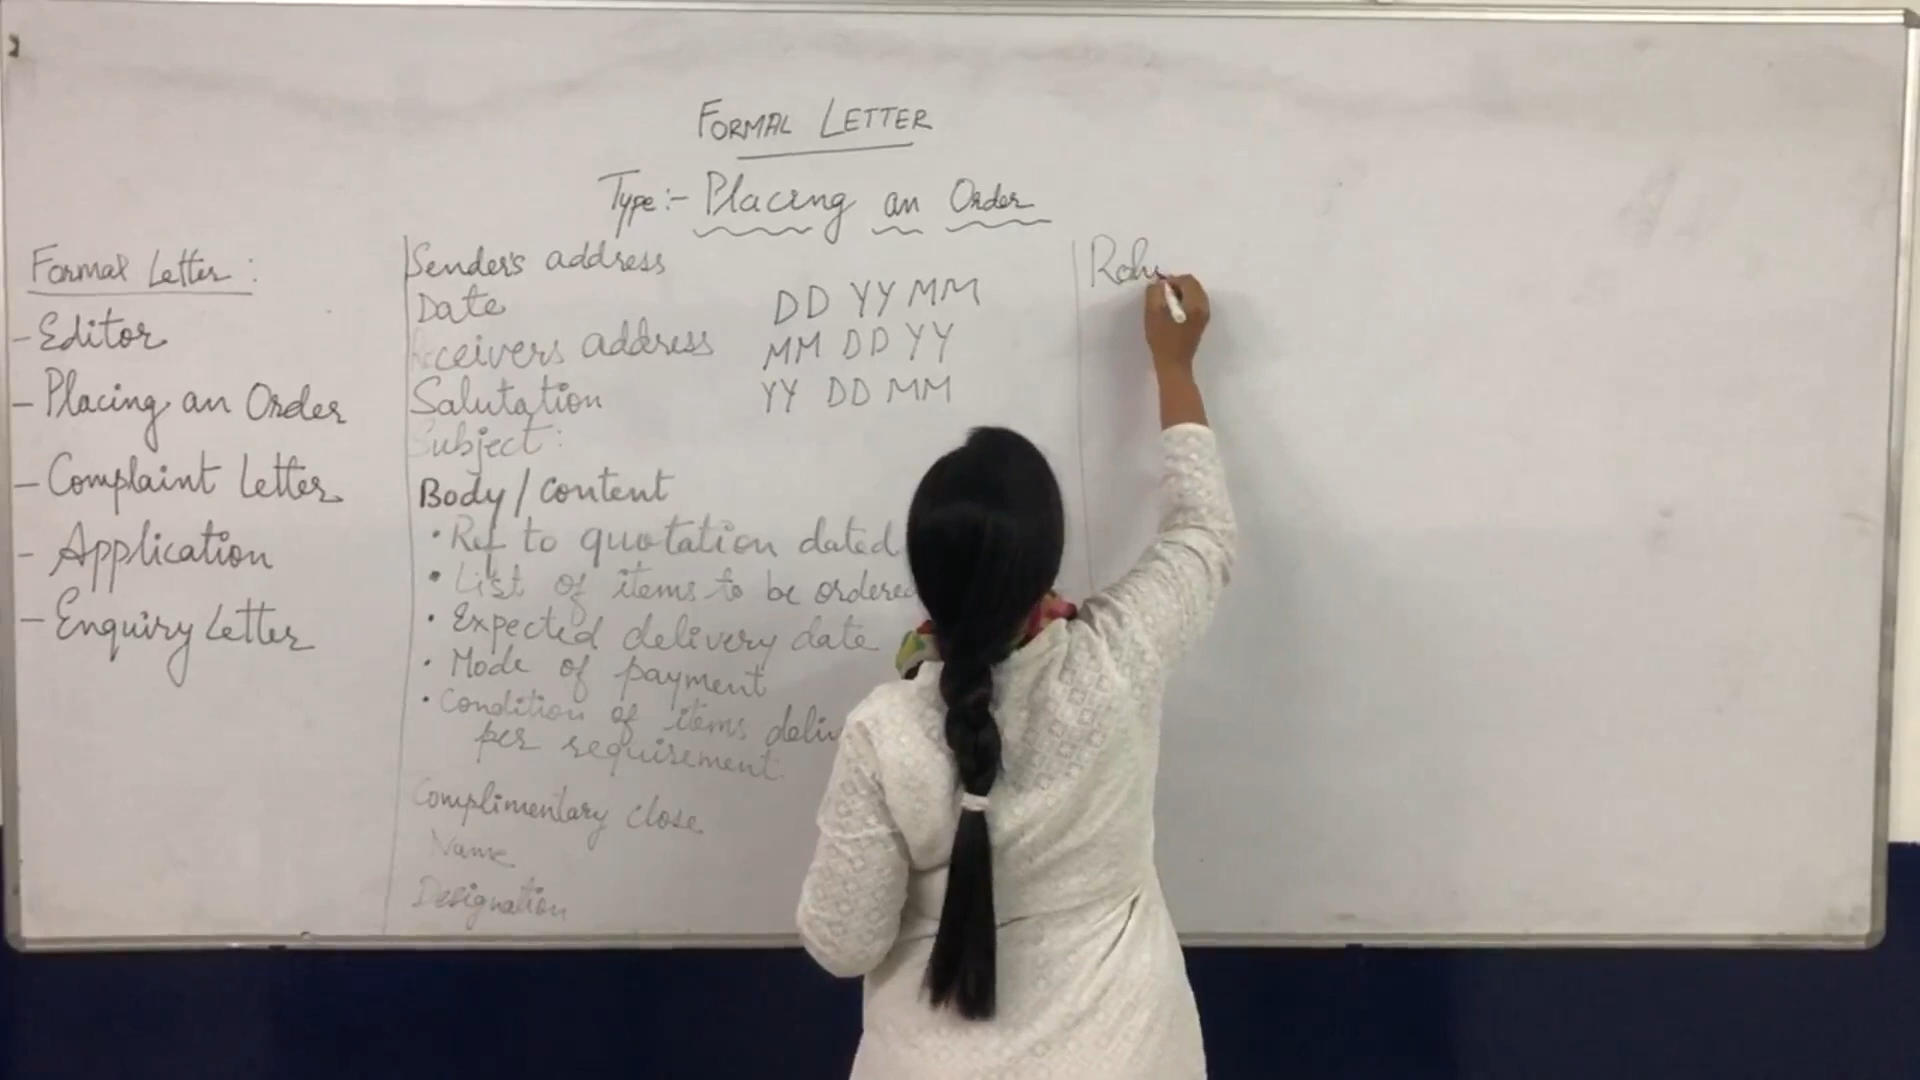 FORMAL LETTER
Type:- Placing an Order
Formal Letter :
- Editor
- Placing an Order
- Complaint Letter
- Application
- Enquiry Letter
Sender's address
Date
Receivers address
Salutation
Subject:
DD YY MM
MM DD YY
YY DD MM
Body / Content
• Ref to quotation dated
• List of items to be ordered
• Expected delivery date
• Mode of payment
• Condition of items
per requirement.
Complimentary close
Name
Designation